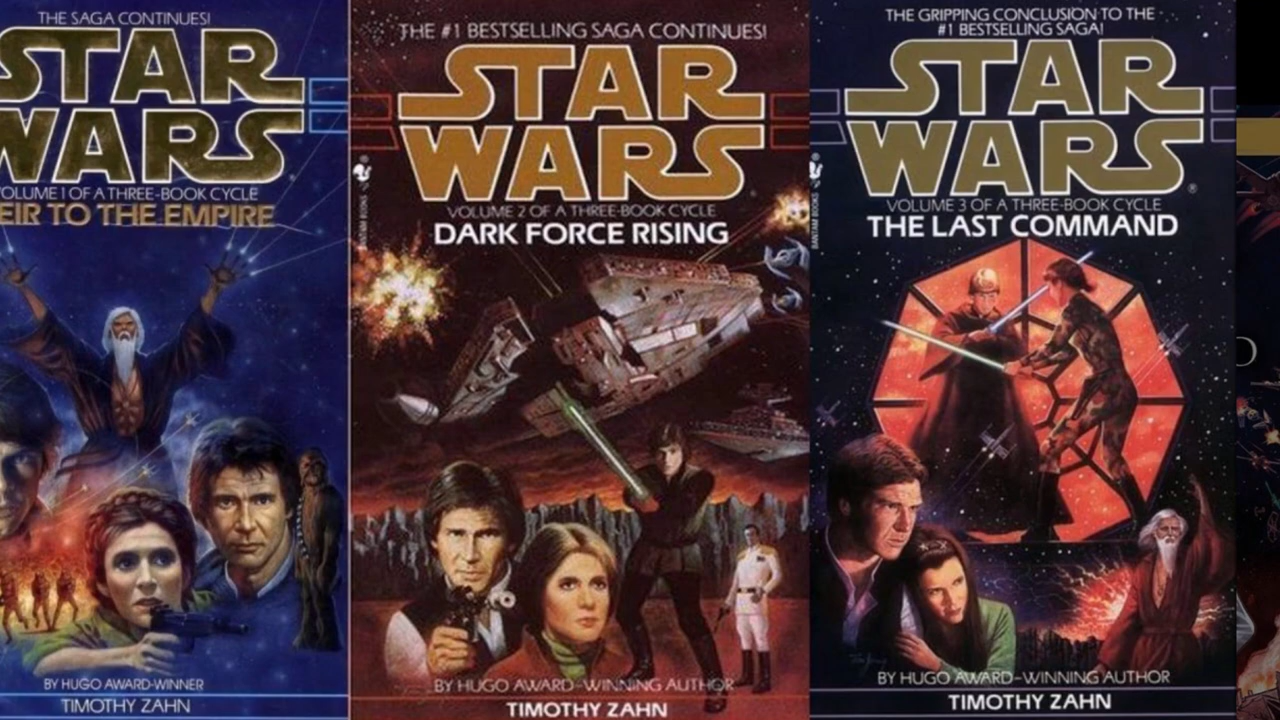 THE SAGA CONTINUES!
STAR
WARS
VOLUME 1 OF A THREE-BOOK CYCLE
EIR TO THE EMPIRE
BY HUGO AWARD-WINNER
TIMOTHY ZAHN
THE #1 BESTSELLING SAGA CONTINUES!
STAR
WARS
®
VOLUME 2 OF A THREE-BOOK CYCLE
DARK FORCE RISING
BY HUGO AWARD-WINNING AUTHOR
TIMOTHY ZAHN
THE GRIPPING CONCLUSION TO THE
#1 BESTSELLING SAGA!
STAR
WARS
®
VOLUME 3 OF A THREE-BOOK CYCLE
THE LAST COMMAND
BANTAM BOOKS
BY HUGO AWARD-WINNING AUTHOR
TIMOTHY ZAHN